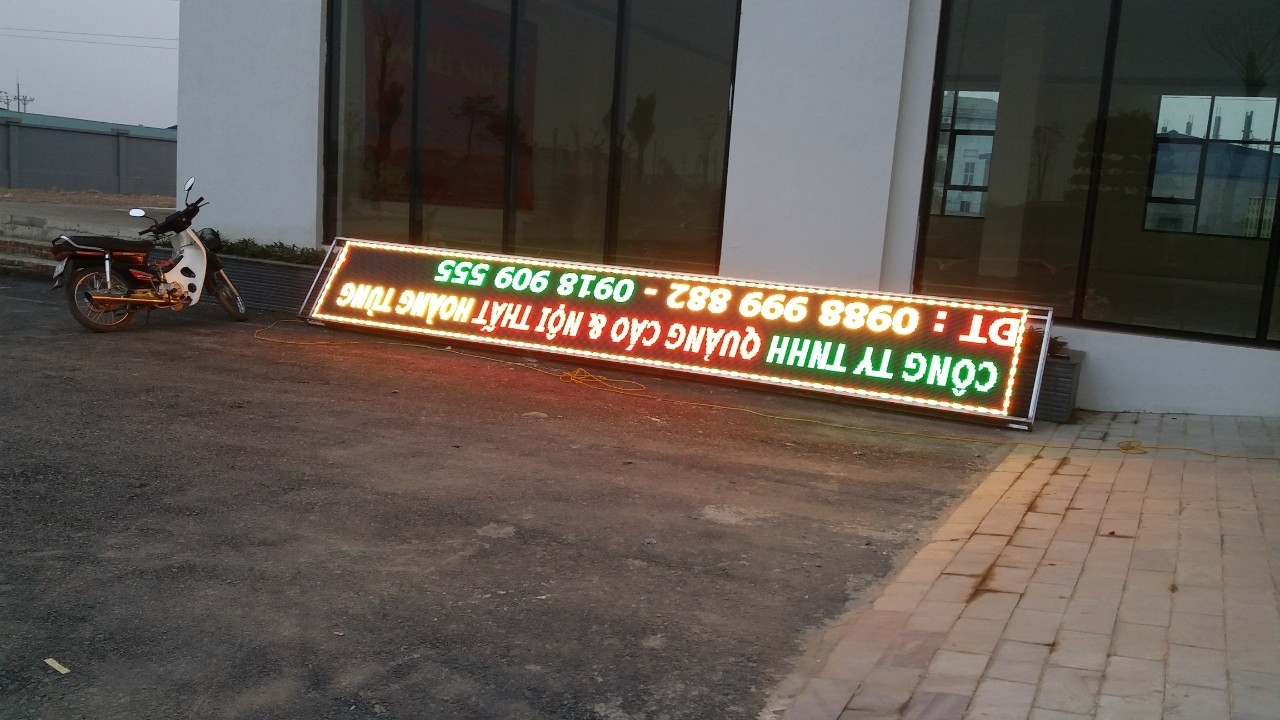 CÔNG TY TNHH QUẢNG CÁO & NỘI THẤT HOÀNG TÙNG
ĐT : 0988 999 882 - 0918 909 555